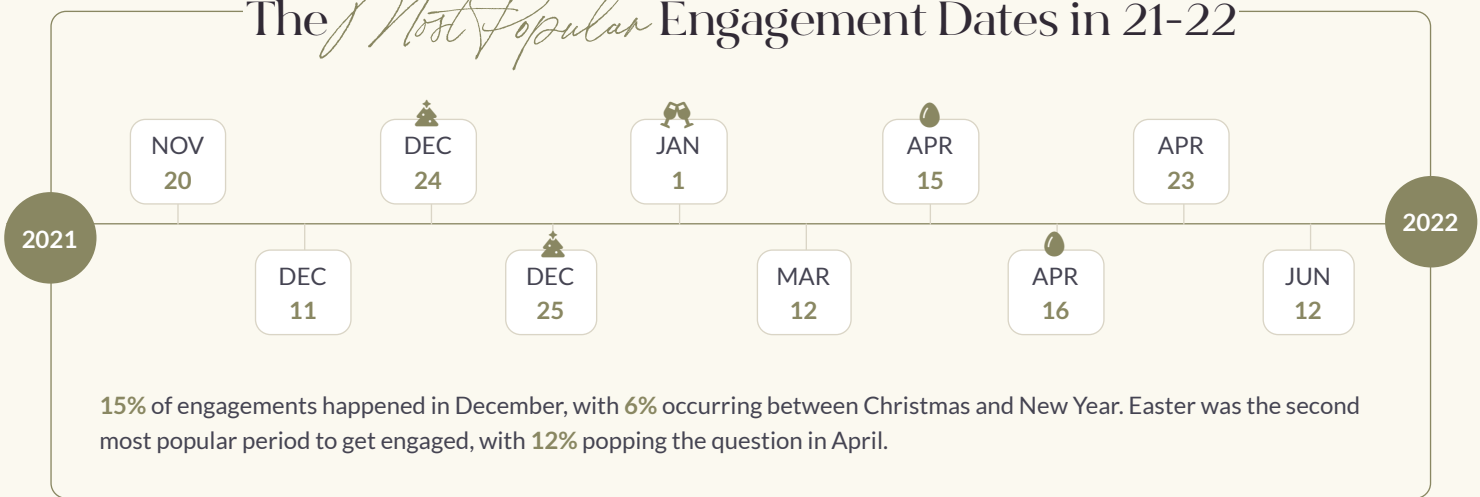 The Most Popular Engagement Dates in 21-22
NOV
20
DEC
24
JAN
1
APR
15
APR
23
2021
2022
DEC
11
DEC
25
MAR
12
APR
16
JUN
12
15% of engagements happened in December, with 6% occurring between Christmas and New Year. Easter was the second
most popular period to get engaged, with 12% popping the question in April.